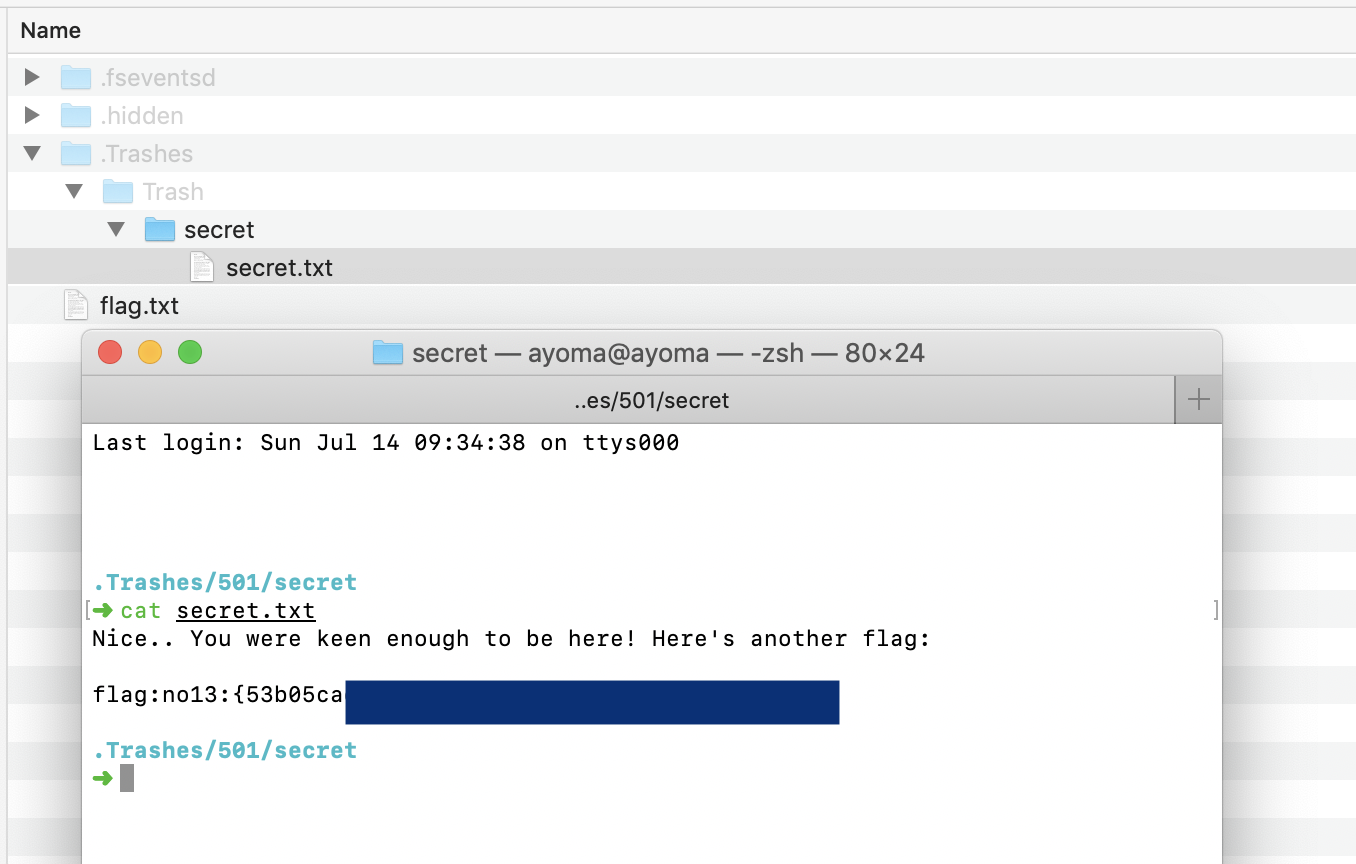 Name
.fseventsd
.hidden
.Trashes
Trash
secret
secret.txt
flag.txt
secret — ayoma@ayoma — -zsh — 80×24
..es/501/secret
Last login: Sun Jul 14 09:34:38 on ttys000
.Trashes/501/secret
[➜ cat secret.txt ]
Nice.. You were keen enough to be here! Here's another flag:
flag:no13:{53b05ca
.Trashes/501/secret
➜